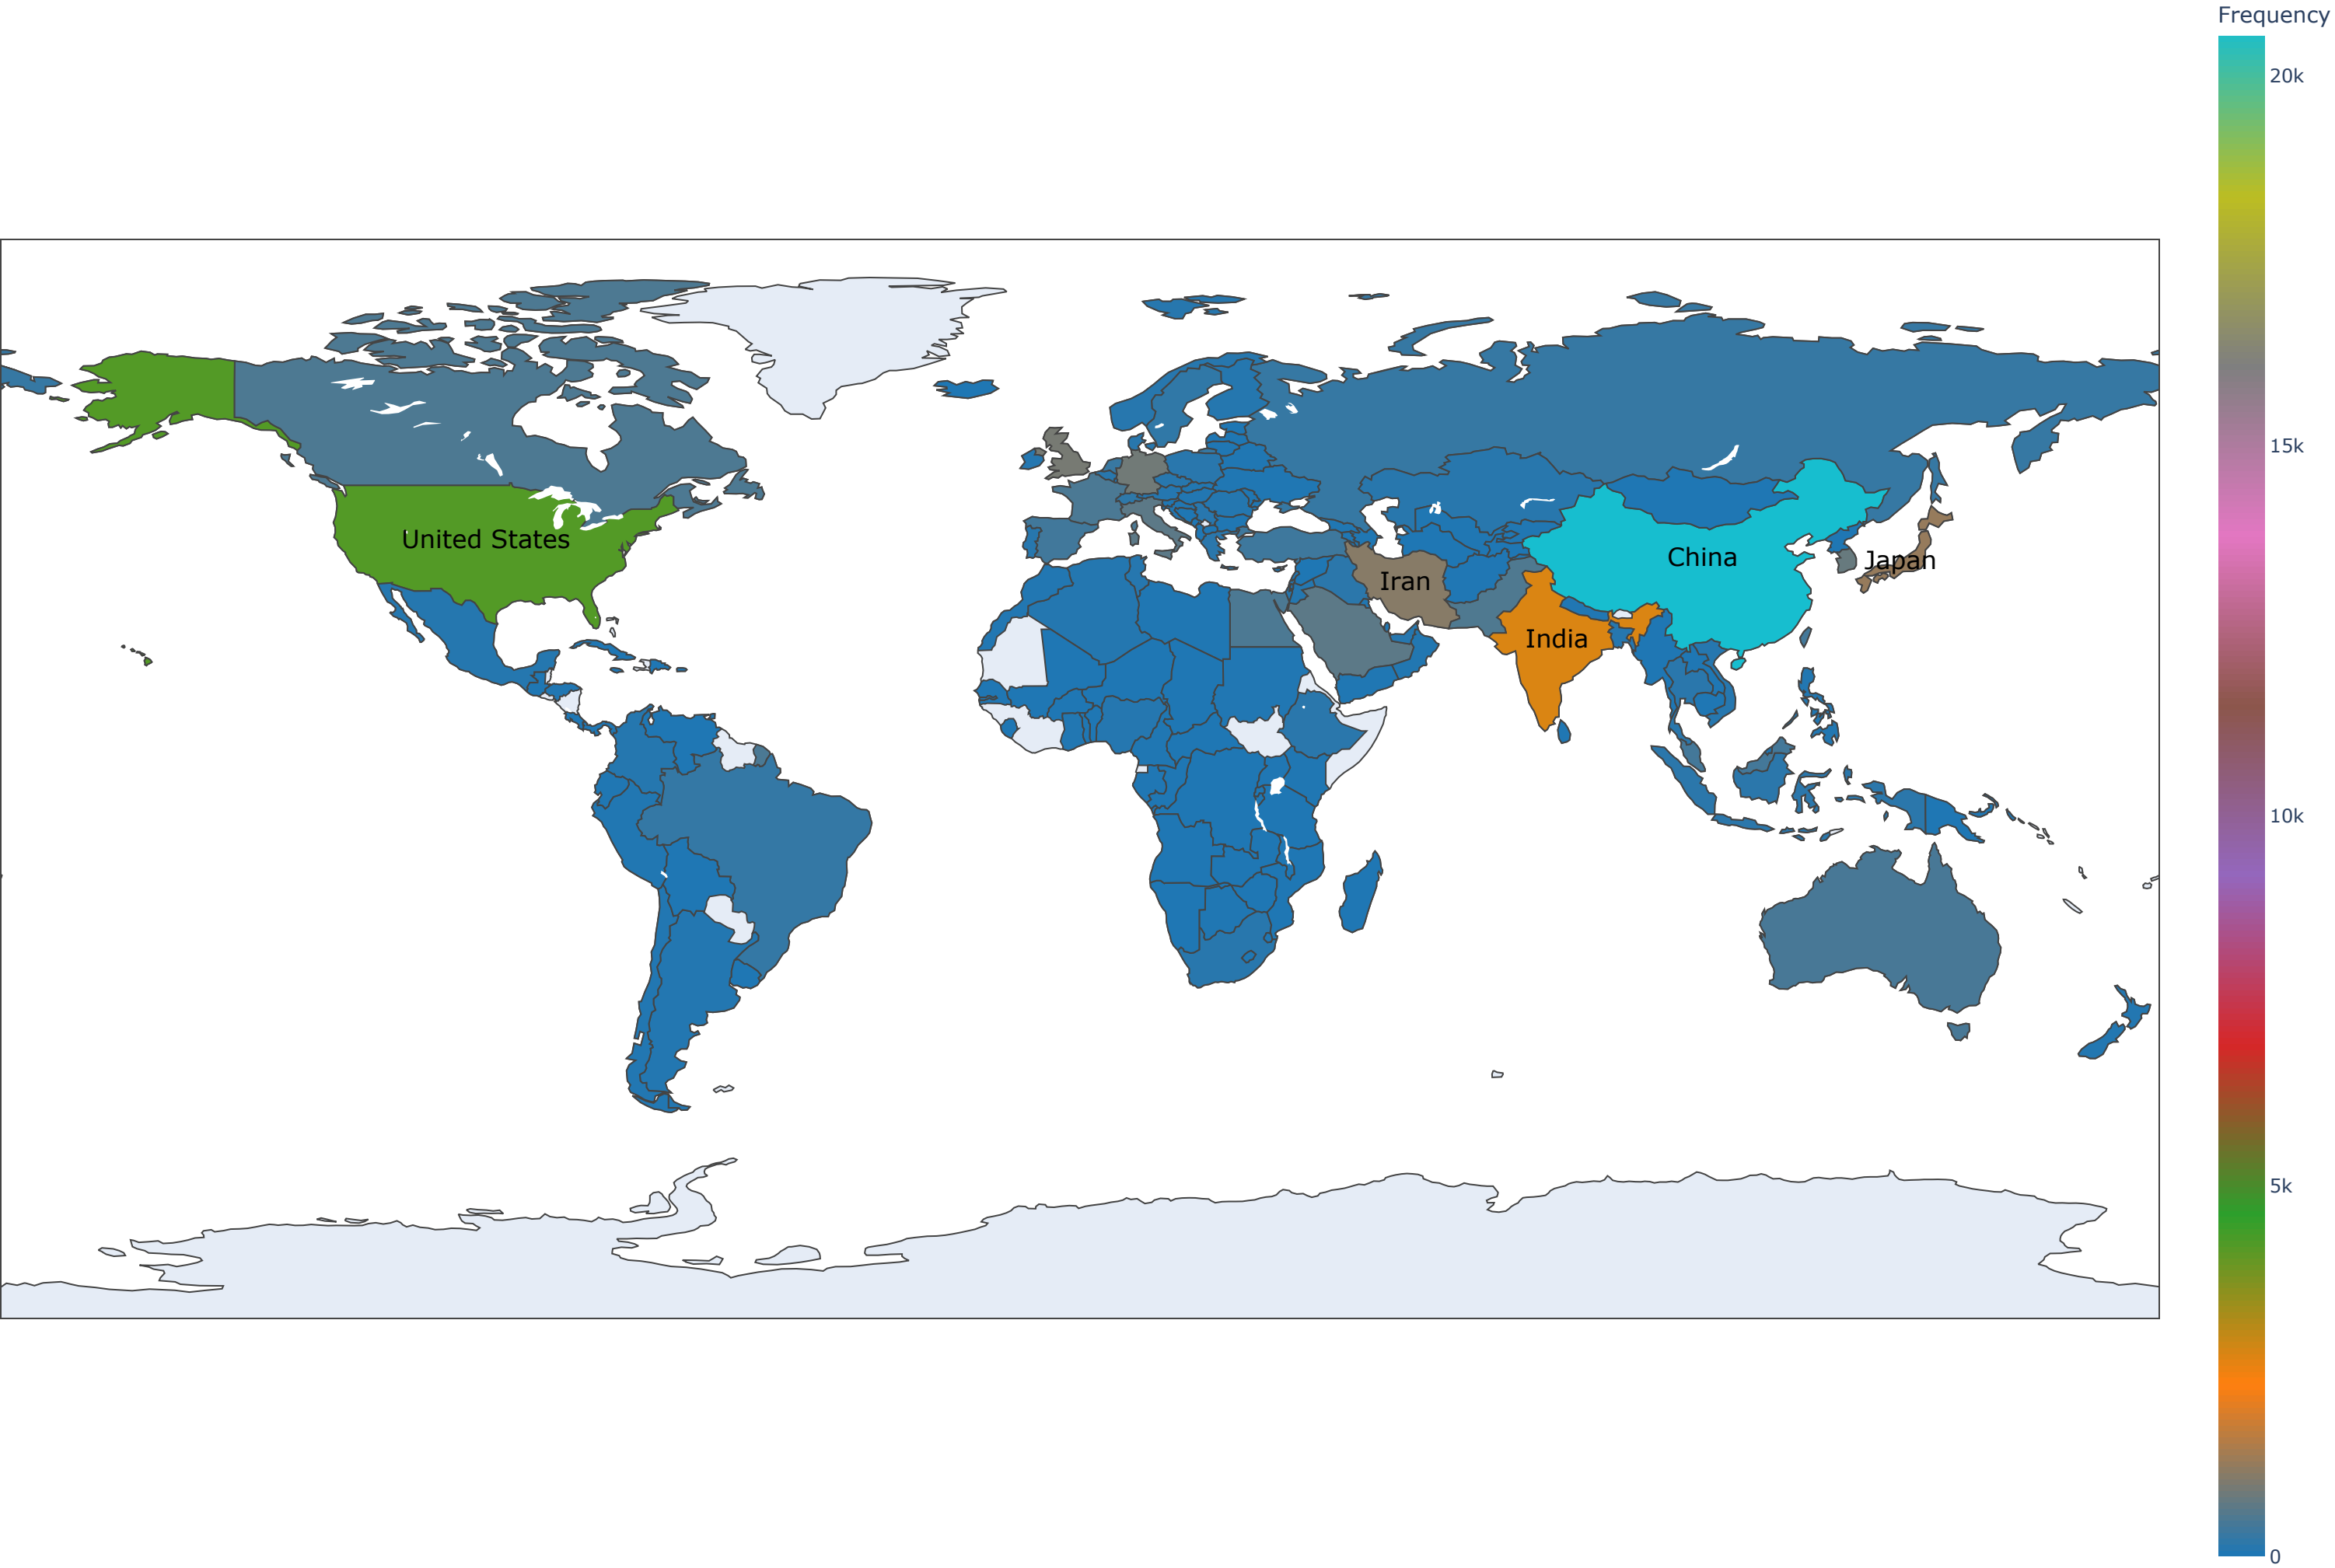 Frequency
20k
15k
10k
5k
0
United States
China
Japan
Iran
India